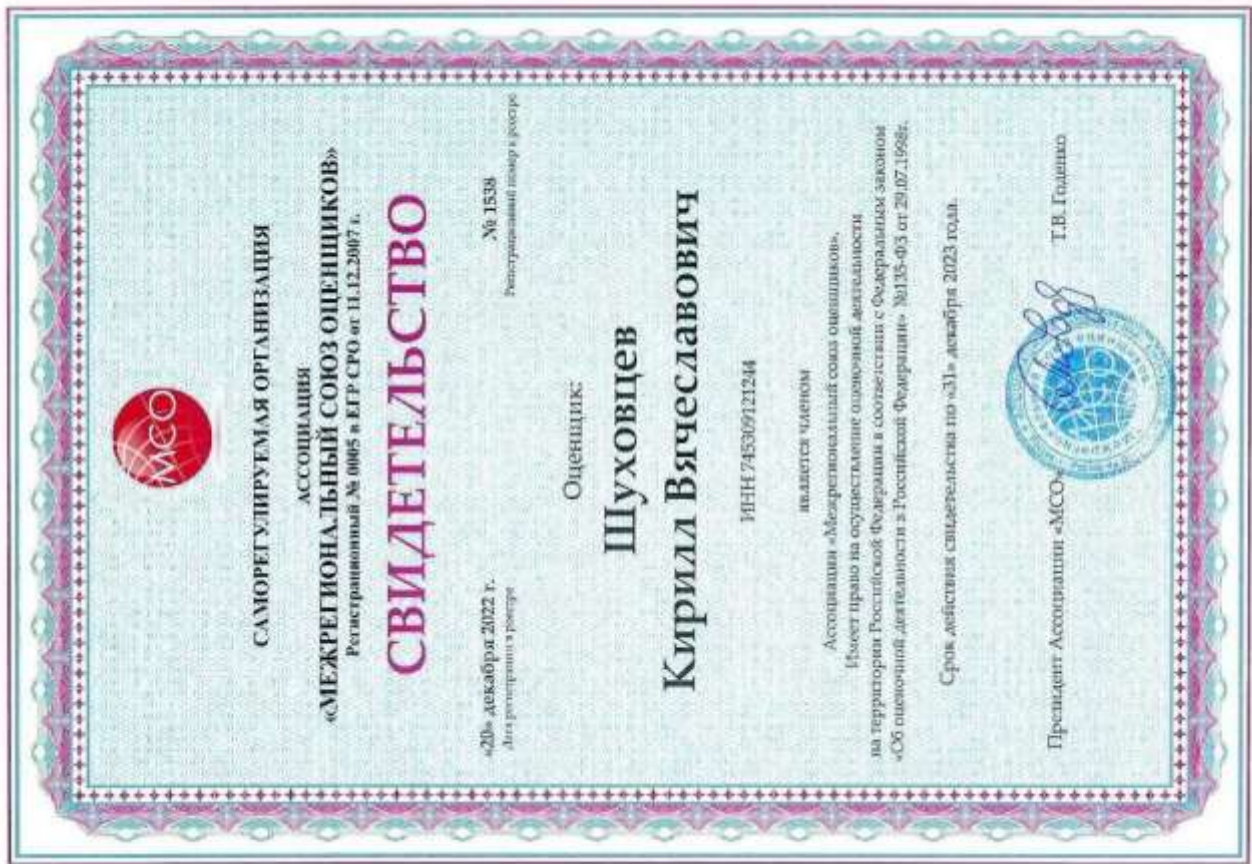 МСО
САМОРЕГУЛИРУЕМАЯ ОРГАНИЗАЦИЯ
АССОЦИАЦИЯ
«МЕЖРЕГИОНАЛЬНЫЙ СОЮЗ ОЦЕНЩИКОВ»
Регистрационный № 0005 в ЕГР СРО от 11.12.2007 г.
СВИДЕТЕЛЬСТВО
«20» декабря 2022 г. № 1538
Дата регистрации в реестре Регистрационный номер в реестре
Оценщик:
Шуховцев
Кирилл Вячеславович
ИНН 745309121244
является членом
Ассоциации «Межрегиональный союз оценщиков».
Имеет право на осуществление оценочной деятельности
на территории Российской Федерации в соответствии с Федеральным законом
«Об оценочной деятельности в Российской Федерации» №135-ФЗ от 29.07.1998г.
Срок действия свидетельства по «31» декабря 2023 года.
Президент Ассоциации «МСО» Т.В. Годенко